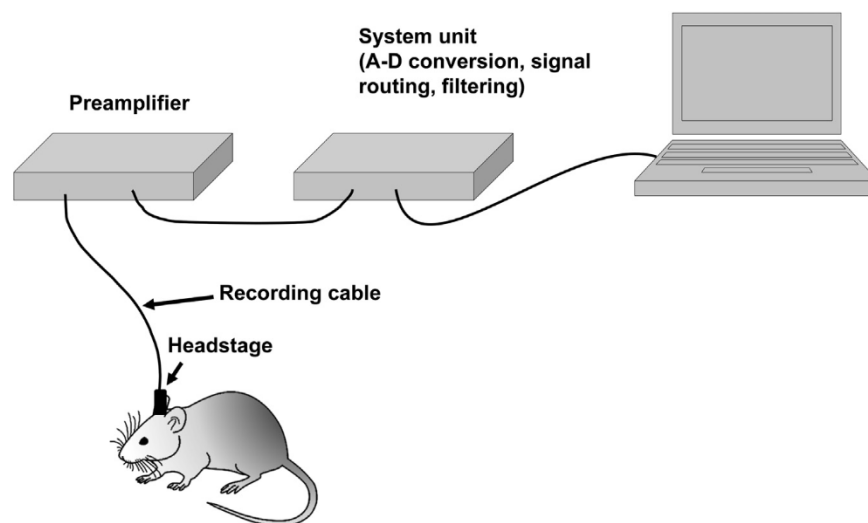 System unit
(A-D conversion, signal
routing, filtering)
Preamplifier
Recording cable
Headstage